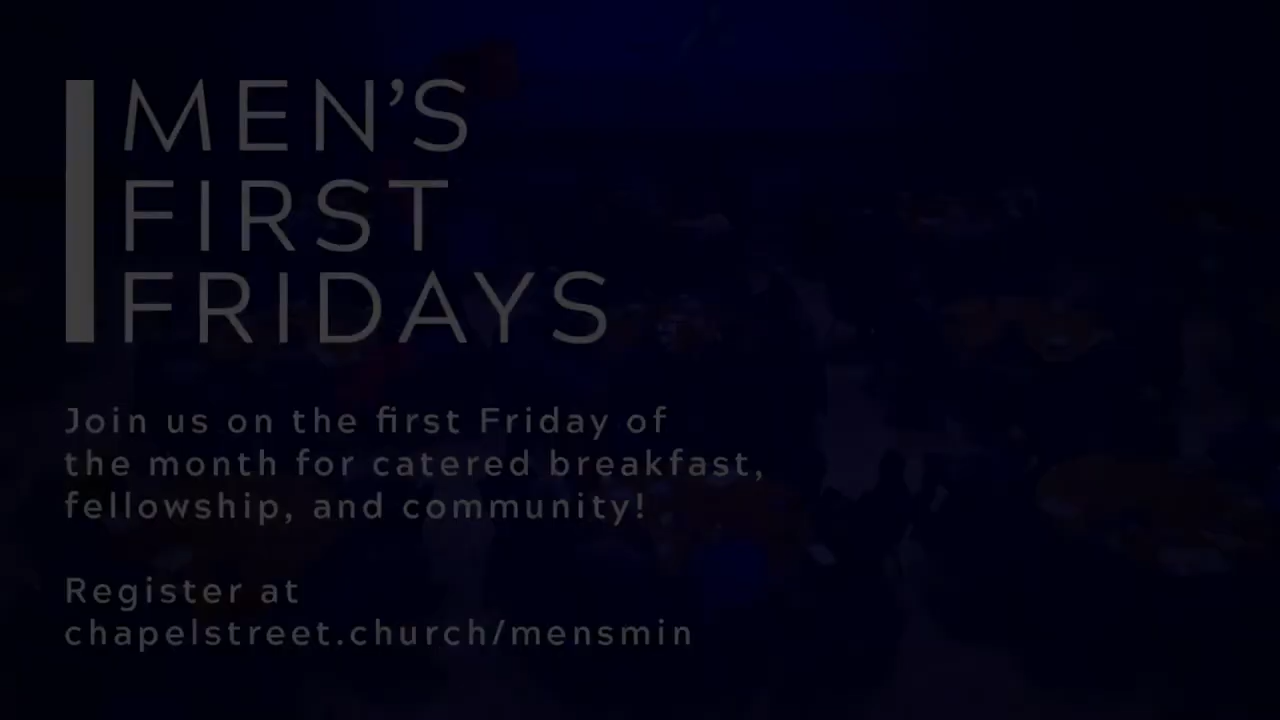 MEN'S
FIRST
FRIDAYS
Join us on the first Friday of
the month for catered breakfast,
fellowship, and community!
Register at
chapelstreet.church/mensmin